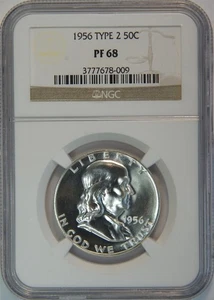 1956 TYPE 2 50C
PF 68
3777678-009
NGC
LIBERTY
1956
IN GOD WE TRUST